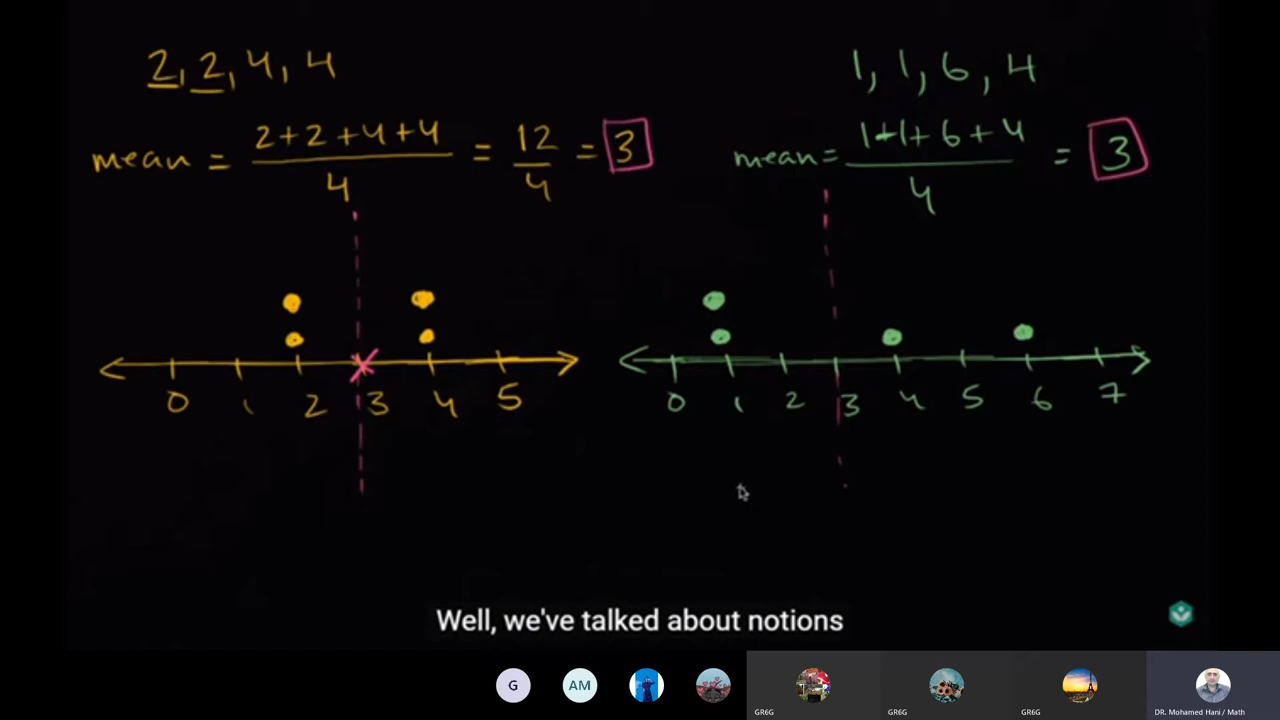 2, 2, 4, 4
mean = 2+2+4+4 / 4 = 12 / 4 = 3
0 1 2 3 4 5
1, 1, 6, 4
mean = 1+1+6+4 / 4 = 3
0 1 2 3 4 5 6 7
Well, we've talked about notions
G
AM
GR6G
GR6G
GR6G
DR. Mohamed Hani / Math